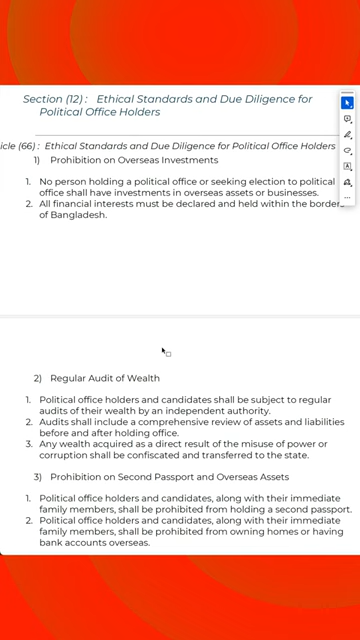 Section (12): Ethical Standards and Due Diligence for
Political Office Holders
icle (66): Ethical Standards and Due Diligence for Political Office Holders
1) Prohibition on Overseas Investments
1. No person holding a political office or seeking election to political
office shall have investments in overseas assets or businesses.
2. All financial interests must be declared and held within the borders
of Bangladesh.
2) Regular Audit of Wealth
1. Political office holders and candidates shall be subject to regular
audits of their wealth by an independent authority.
2. Audits shall include a comprehensive review of assets and liabilities
before and after holding office.
3. Any wealth acquired as a direct result of the misuse of power or
corruption shall be confiscated and transferred to the state.
3) Prohibition on Second Passport and Overseas Assets
1. Political office holders and candidates, along with their immediate
family members, shall be prohibited from holding a second passport.
2. Political office holders and candidates, along with their immediate
family members, shall be prohibited from owning homes or having
bank accounts overseas.